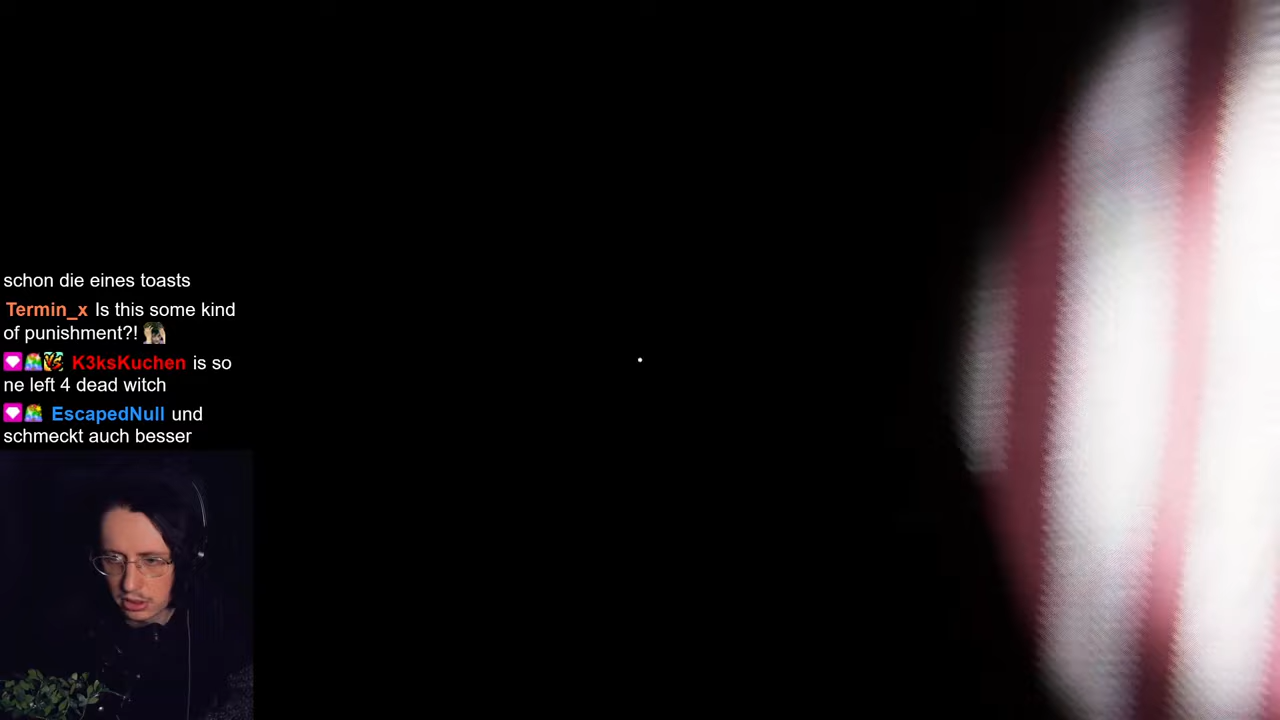 schon die eines toasts
Termin_x Is this some kind
of punishment?!
K3ksKuchen is so
ne left 4 dead witch
EscapedNull und
schmeckt auch besser